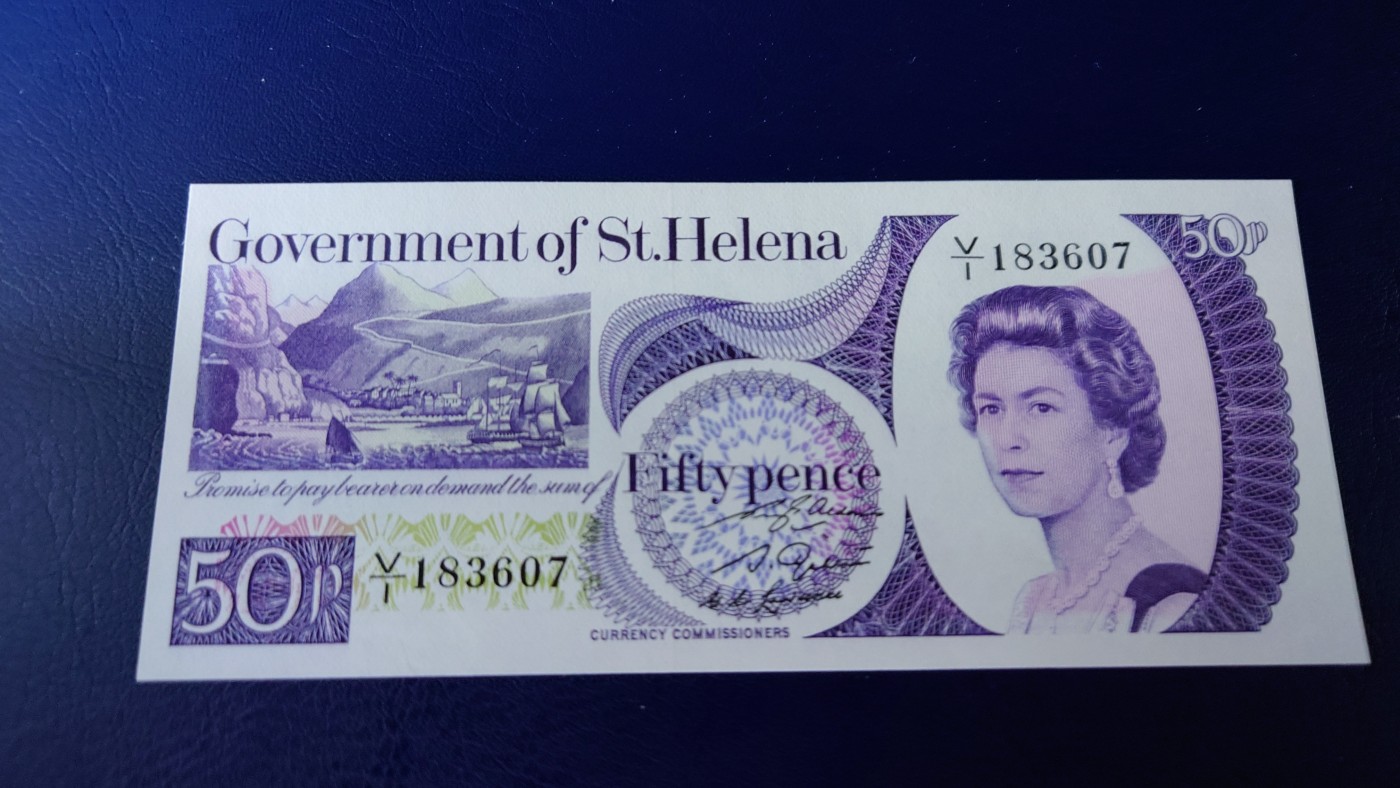 Government of St.Helena
50p
V/1 183607
Promise to pay bearer on demand the sum of
Fifty pence
50p
V/1 183607
CURRENCY COMMISSIONERS